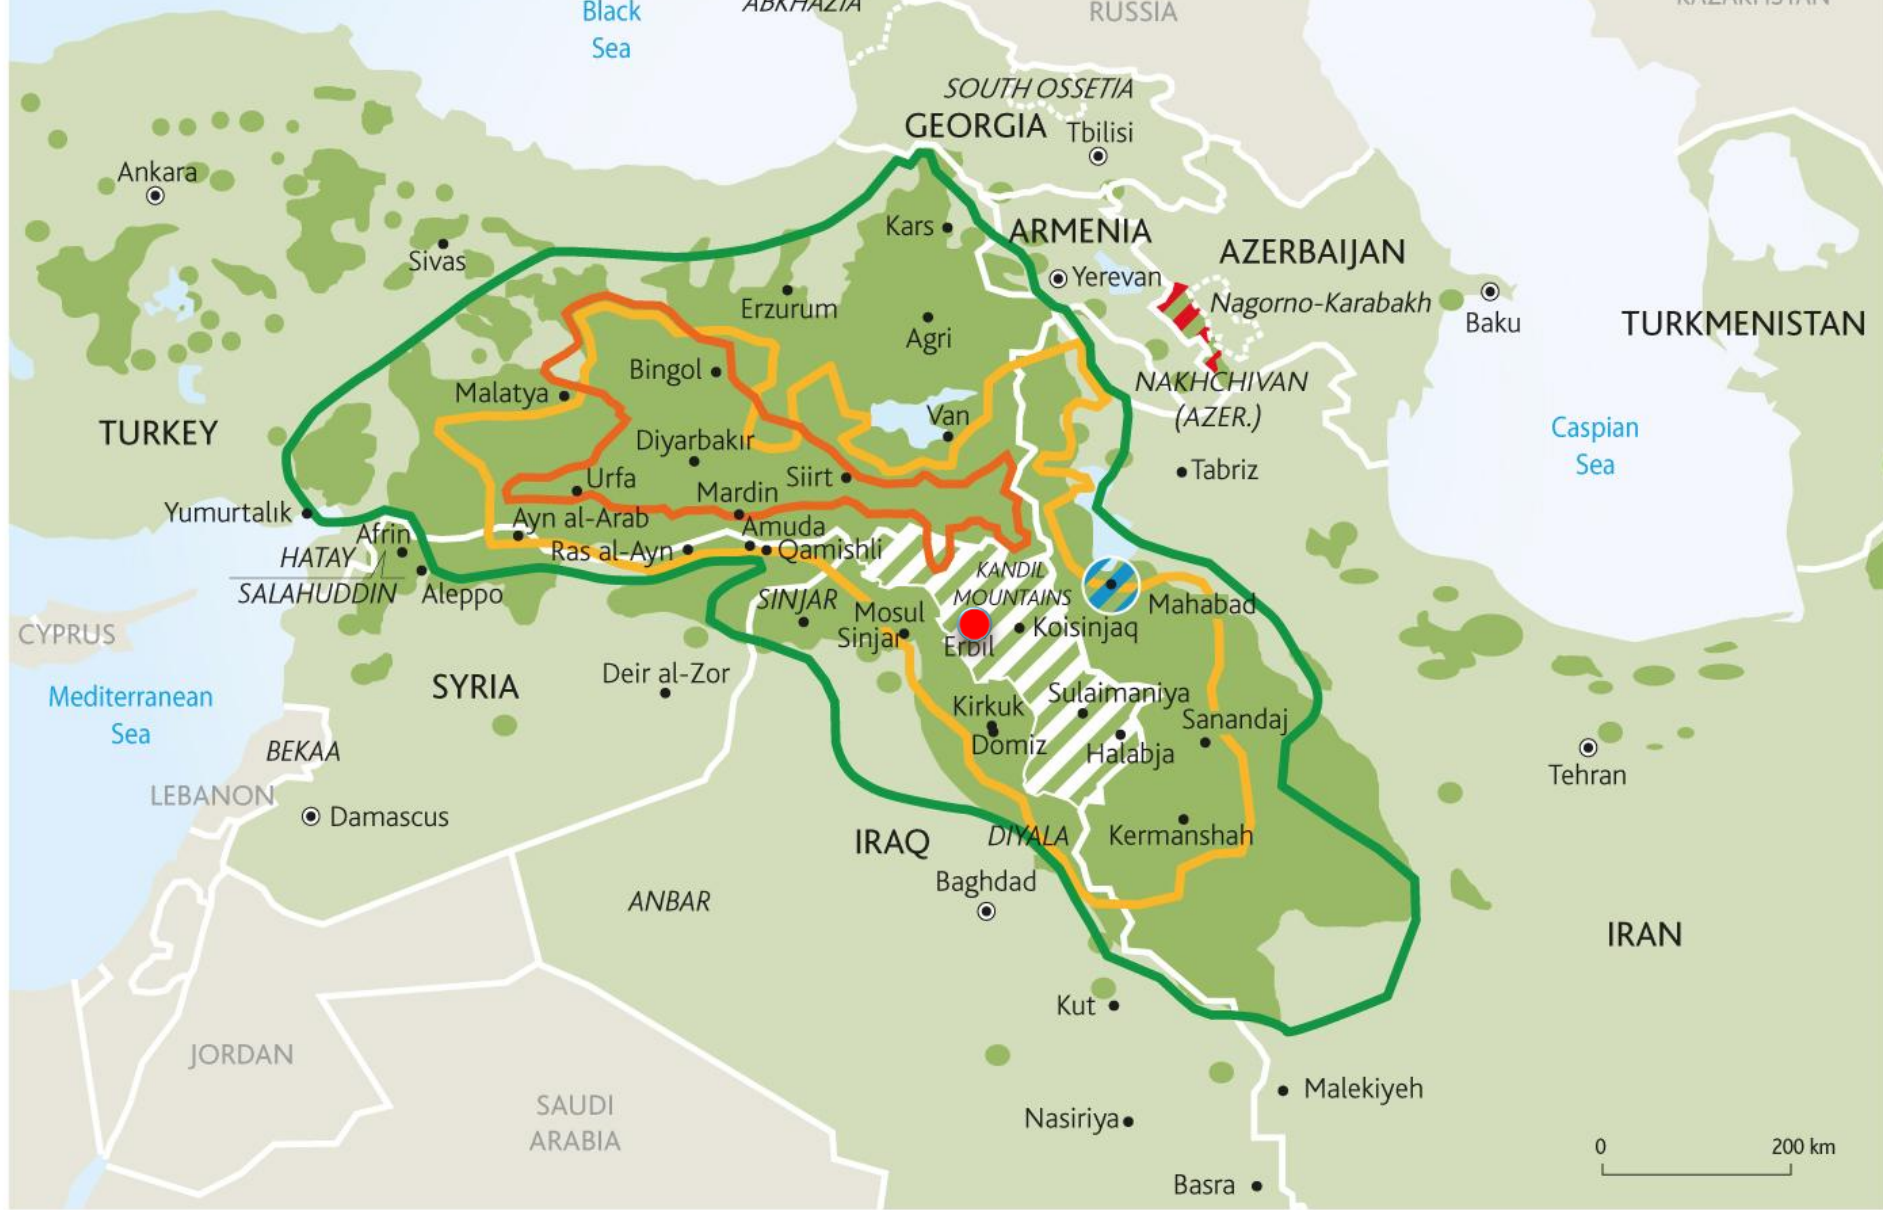 Black
Sea
ABKHAZIA
RUSSIA
KAZAKHSTAN
SOUTH OSSETIA
GEORGIA
Tbilisi
Ankara
Kars
ARMENIA
AZERBAIJAN
Sivas
Yerevan
Erzurum
Nagorno-Karabakh
Baku
TURKMENISTAN
Agri
Bingol
Malatya
NAKHCHIVAN
(AZER.)
Van
TURKEY
Diyarbakır
Caspian
Sea
Tabriz
Urfa
Siirt
Mardin
Yumurtalık
Ayn al-Arab
Amuda
Afrin
Ras al-Ayn
Qamishli
HATAY
KANDIL
MOUNTAINS
SALAHUDDIN
Aleppo
SINJAR
Mahabad
Mosul
Sinjar
Koisinjaq
CYPRUS
Erbil
Deir al-Zor
SYRIA
Mediterranean
Sea
Sulaimaniya
Kirkuk
Sanandaj
Domiz
Halabja
BEKAA
Tehran
LEBANON
Damascus
IRAQ
DIYALA
Kermanshah
Baghdad
ANBAR
IRAN
Kut
JORDAN
Malekiyeh
SAUDI
ARABIA
Nasiriya
0 200 km
Basra